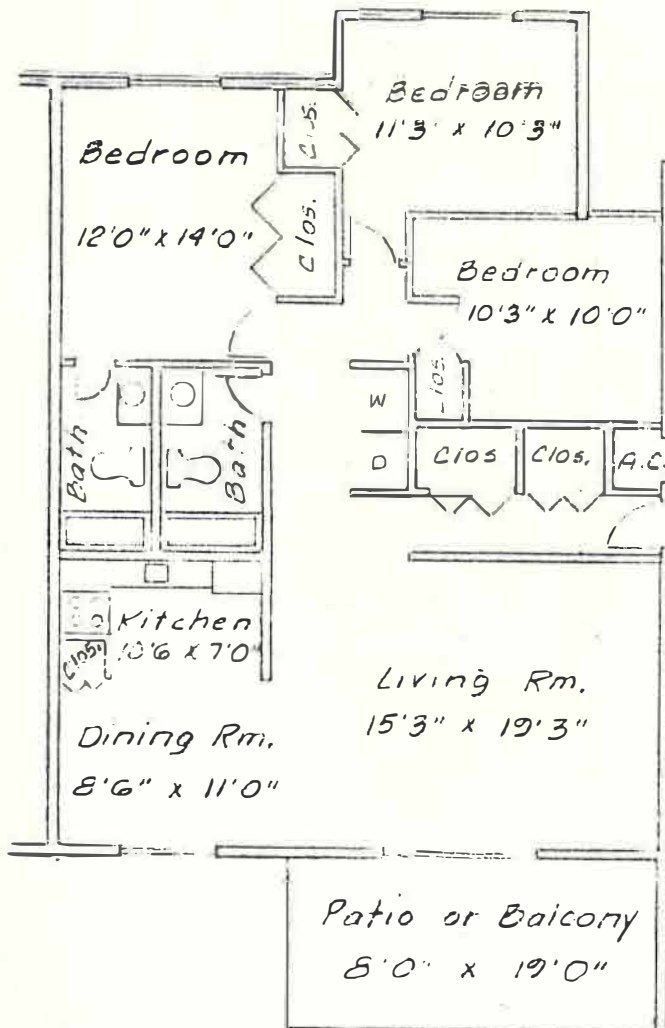 Bedroom
11'3" x 10'3"
Clos.
Bedroom
12'0" x 14'0"
Clos.
Bedroom
10'3" x 10'0"
Clos.
W
D
Clos
Clos.
A.C.
Bath
Bath
Kitchen
10'6 x 7'0"
Clos.
Living Rm.
15'3" x 19'3"
Dining Rm.
8'6" x 11'0"
Patio or Balcony
8'0" x 19'0"